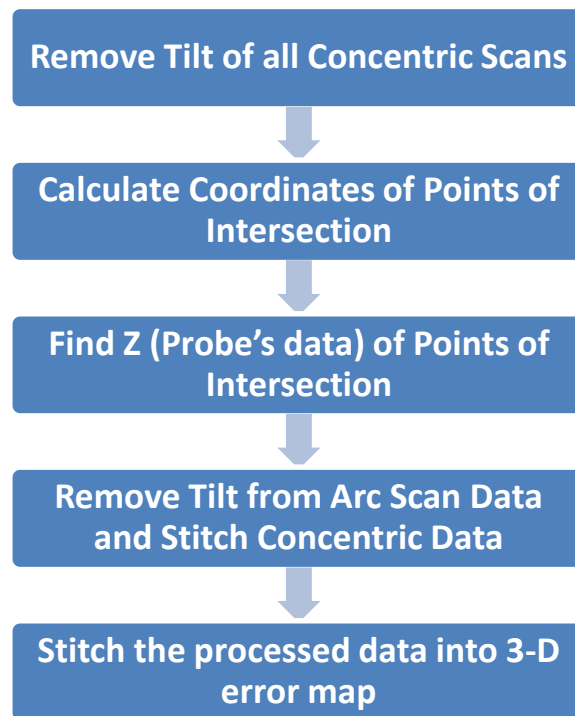 Remove Tilt of all Concentric Scans
Calculate Coordinates of Points of
Intersection
Find Z (Probe’s data) of Points of
Intersection
Remove Tilt from Arc Scan Data
and Stitch Concentric Data
Stitch the processed data into 3-D
error map